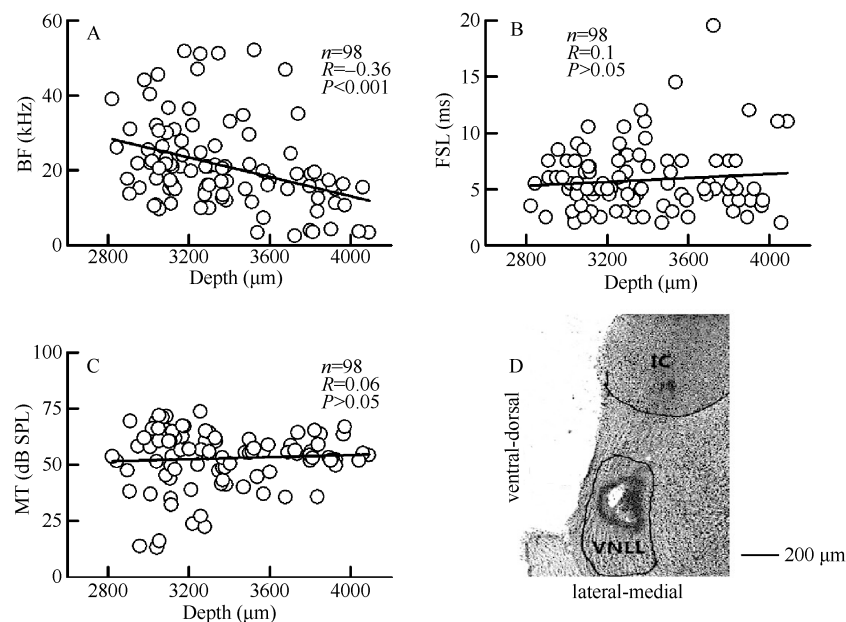 A
n=98
R=–0.36
P<0.001
60
40
20
0
BF (kHz)
2800 3200 3600 4000
Depth (μm)
B
n=98
R=0.1
P>0.05
20
15
10
5
0
FSL (ms)
2800 3200 3600 4000
Depth (μm)
C
n=98
R=0.06
P>0.05
100
75
50
25
0
MT (dB SPL)
2800 3200 3600 4000
Depth (μm)
D
IC
VNLL
ventral-dorsal
lateral-medial
200 μm